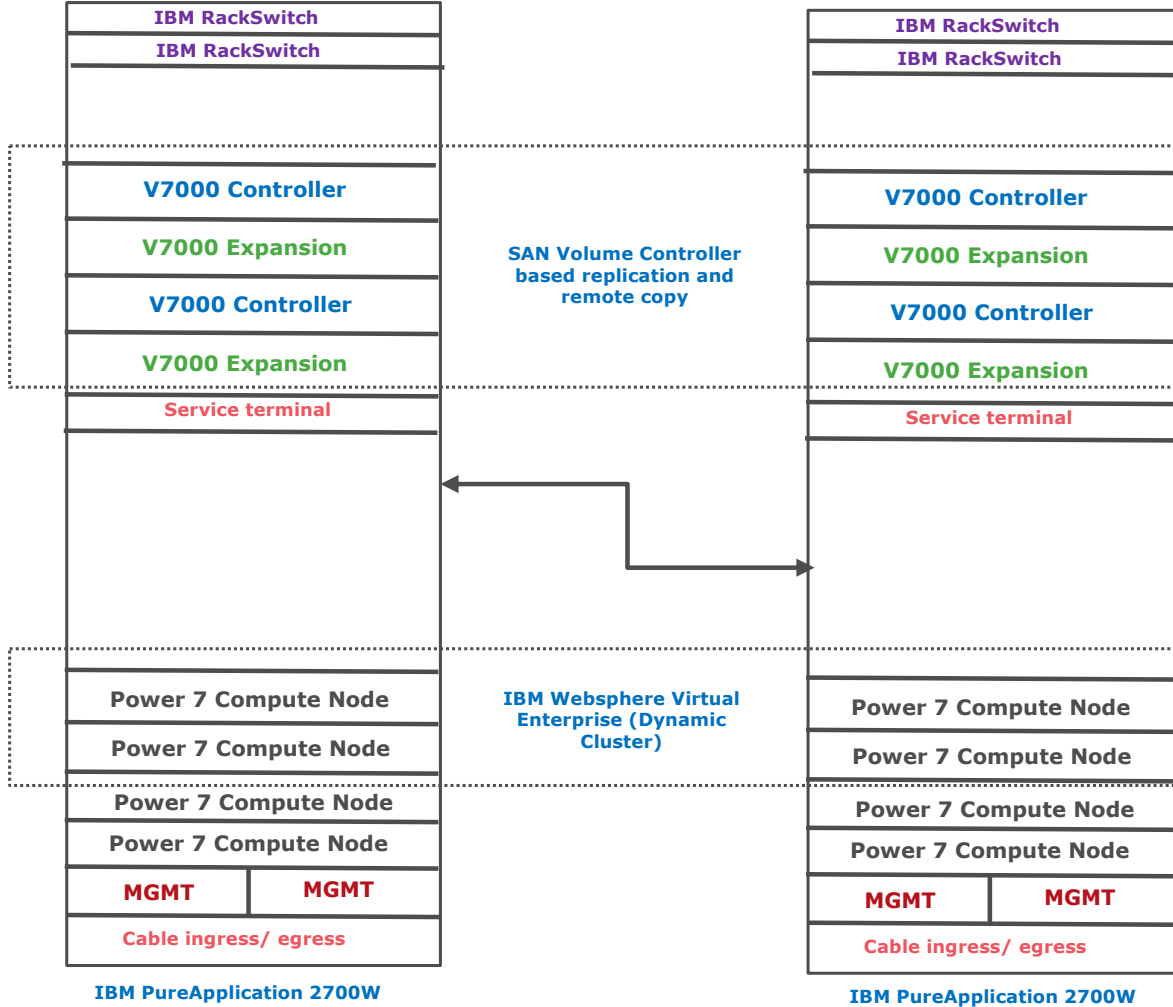 IBM RackSwitch
IBM RackSwitch
V7000 Controller
V7000 Expansion
V7000 Controller
V7000 Expansion
Service terminal
Power 7 Compute Node
Power 7 Compute Node
Power 7 Compute Node
Power 7 Compute Node
MGMT
MGMT
Cable ingress/ egress
IBM PureApplication 2700W
SAN Volume Controller
based replication and
remote copy
IBM Websphere Virtual
Enterprise (Dynamic
Cluster)
IBM RackSwitch
IBM RackSwitch
V7000 Controller
V7000 Expansion
V7000 Controller
V7000 Expansion
Service terminal
Power 7 Compute Node
Power 7 Compute Node
Power 7 Compute Node
Power 7 Compute Node
MGMT
MGMT
Cable ingress/ egress
IBM PureApplication 2700W